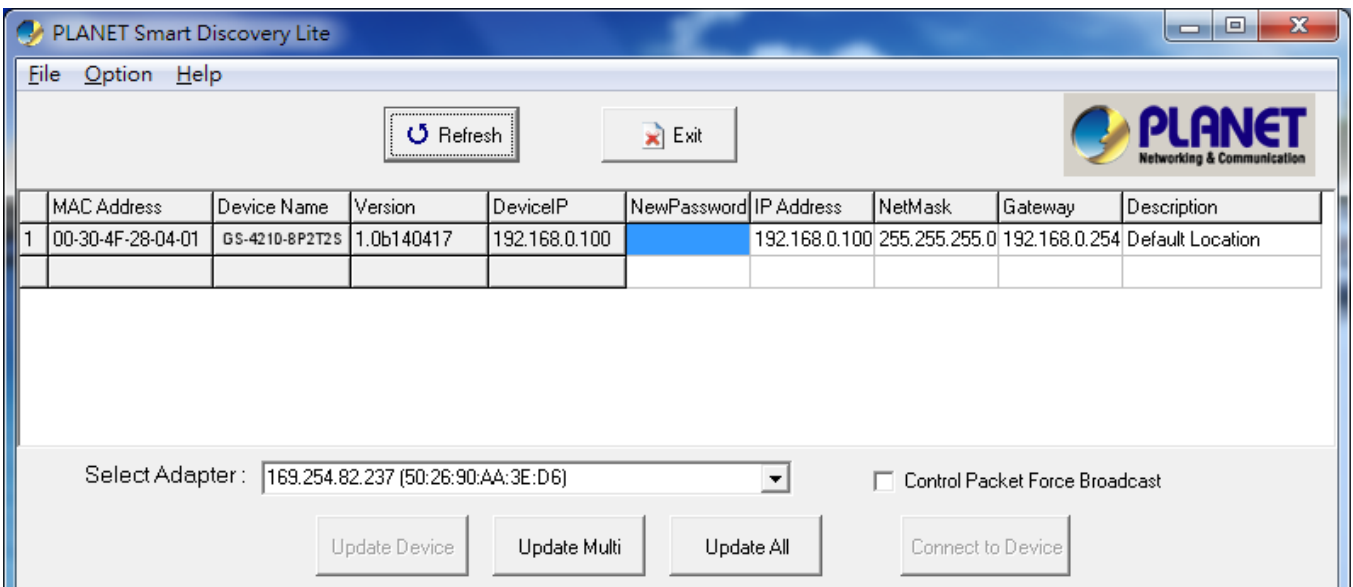 PLANET Smart Discovery Lite
File Option Help
Refresh Exit
PLANET
Networking & Communication
MAC Address Device Name Version DeviceIP NewPassword IP Address NetMask Gateway Description
1 00-30-4F-28-04-01 GS-4210-8P2T2S 1.0b140417 192.168.0.100 192.168.0.100 255.255.255.0 192.168.0.254 Default Location
Select Adapter : 169.254.82.237 (50:26:90:AA:3E:D6) Control Packet Force Broadcast
Update Device Update Multi Update All Connect to Device